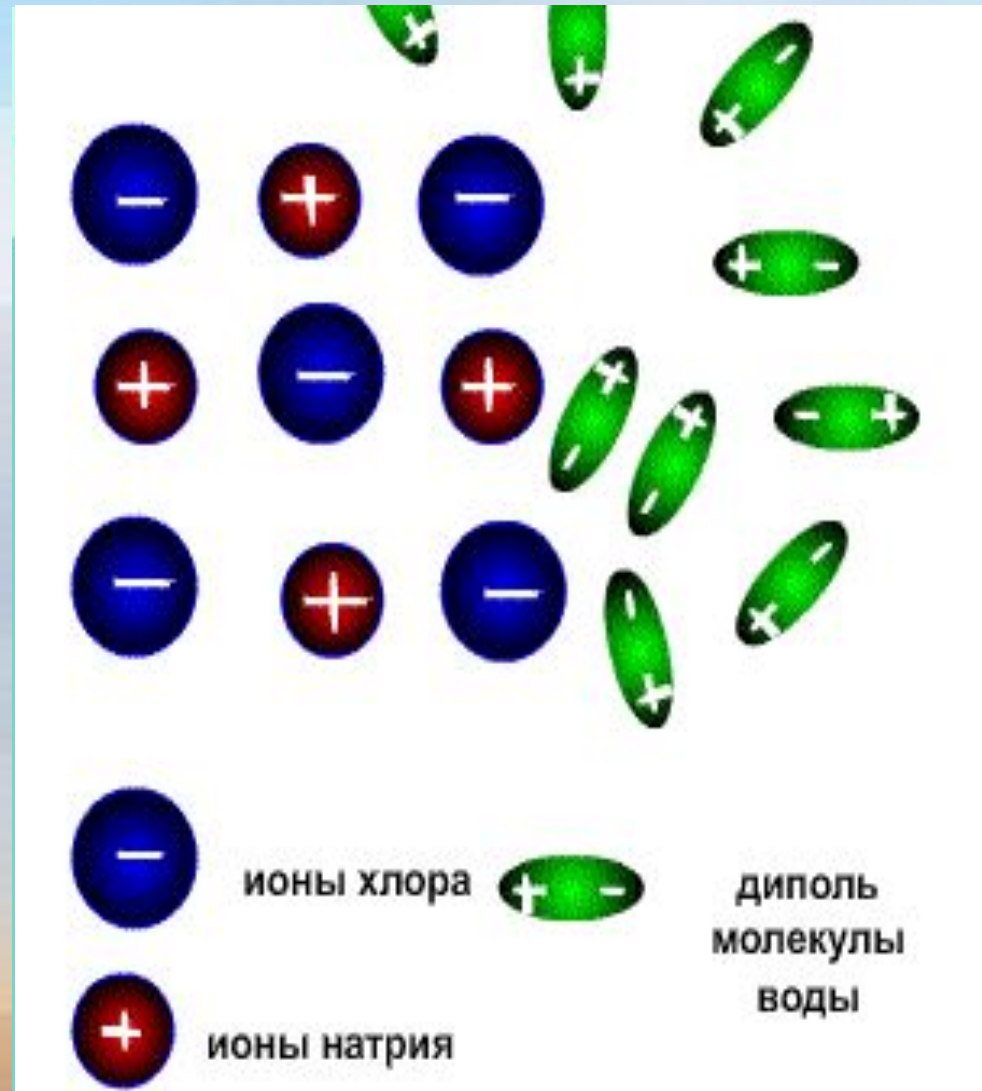 ионы хлора
диполь
молекулы
воды
ионы натрия